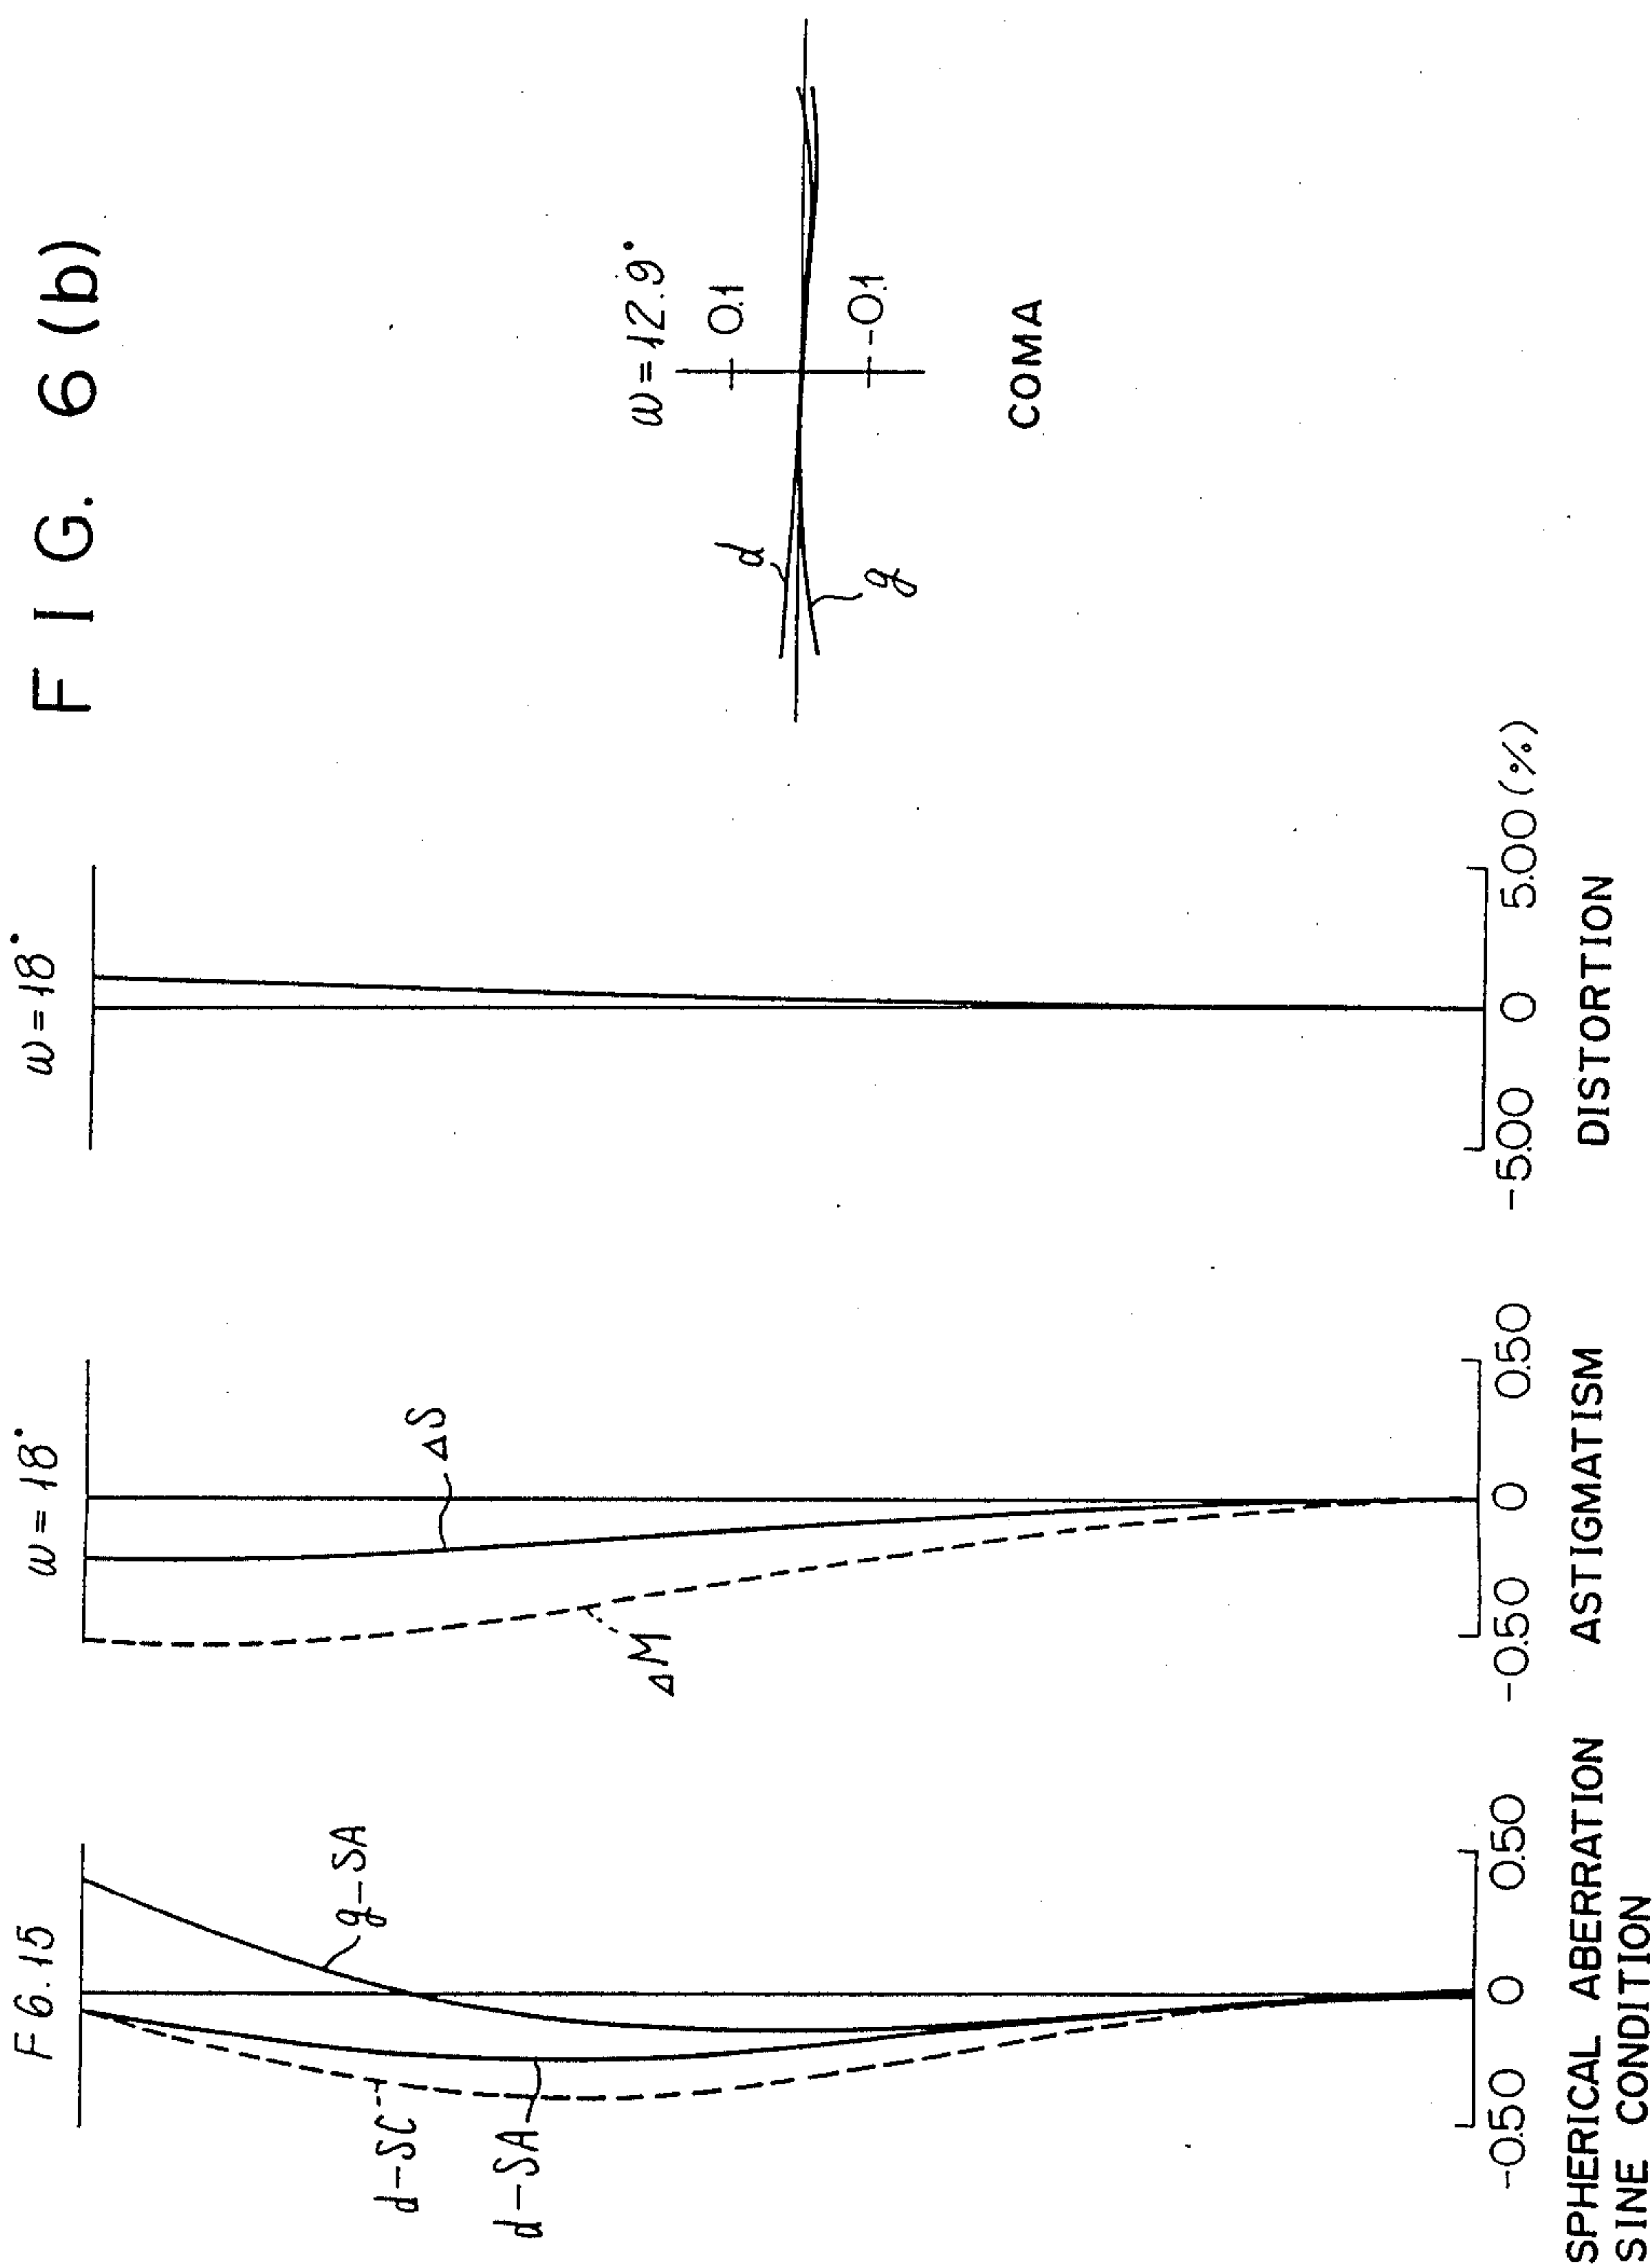 F I G. 6 (b)
F 6.15
g-SA
d-SC
d-SA
-0.50 0 0.50
SPHERICAL ABERRATION
SINE CONDITION
ω=18°
ΔS
ΔM
-0.50 0 0.50
ASTIGMATISM
ω=18°
-5.00 0 5.00 (%)
DISTORTION
ω=12.9°
0.1
d
g
-0.1
COMA